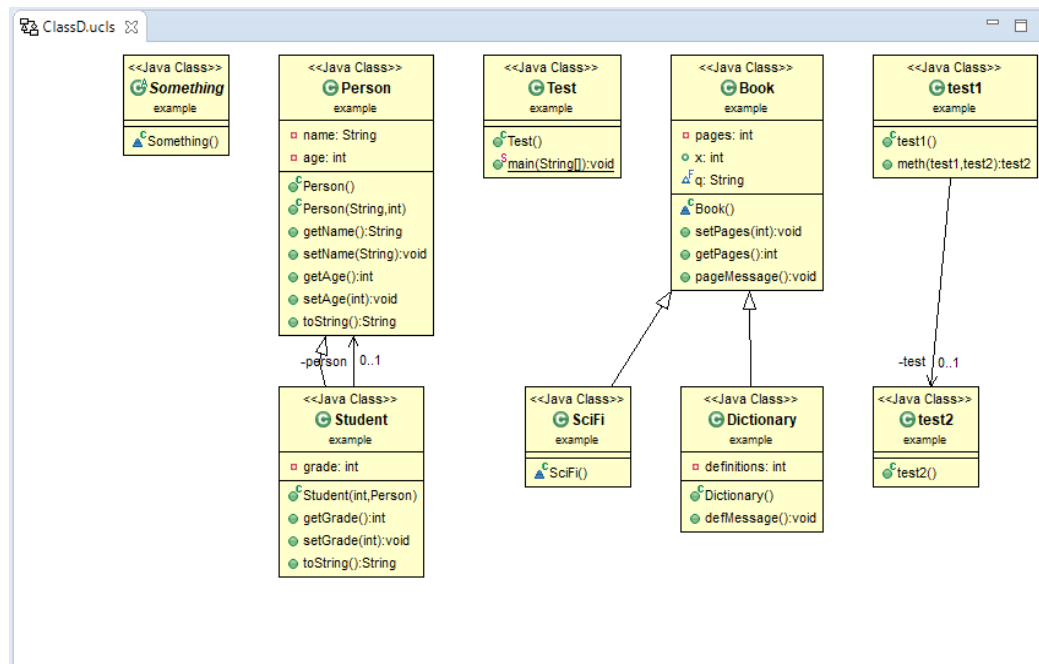 ClassD.ucls
<<Java Class>>
Something
example
Something()
<<Java Class>>
Person
example
name: String
age: int
Person()
Person(String,int)
getName():String
setName(String):void
getAge():int
setAge(int):void
toString():String
<<Java Class>>
Test
example
Test()
main(String[]):void
<<Java Class>>
Book
example
pages: int
x: int
q: String
Book()
setPages(int):void
getPages():int
pageMessage():void
<<Java Class>>
test1
example
test1()
meth(test1,test2):test2
-person 0..1
-test 0..1
<<Java Class>>
Student
example
grade: int
Student(int,Person)
getGrade():int
setGrade(int):void
toString():String
<<Java Class>>
SciFi
example
SciFi()
<<Java Class>>
Dictionary
example
definitions: int
Dictionary()
defMessage():void
<<Java Class>>
test2
example
test2()